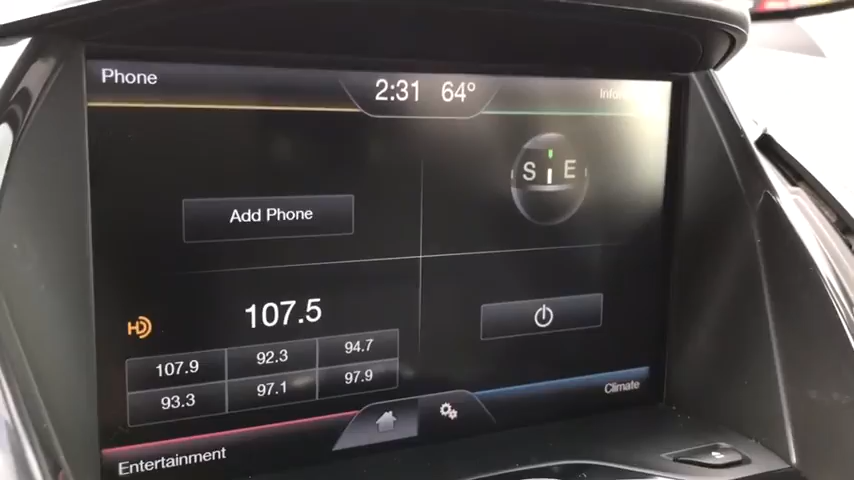 Phone
2:31 64°
S E
Add Phone
HD
107.5
107.9 92.3 94.7
93.3 97.1 97.9
Climate
Entertainment